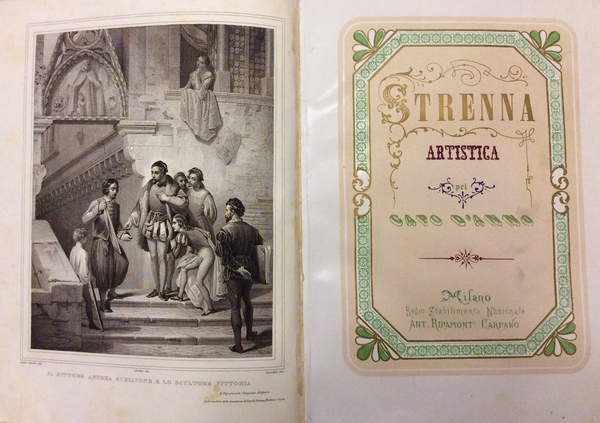 IL PITTORE ANDREA SCHIAVONE E LO SCULTORE VITTORIA
STRENNA
ARTISTICA
pel
CAPO D'ANNO
Milano
Regio Stabilimento Nazionale
ANT. RIPAMONTI CARPANO